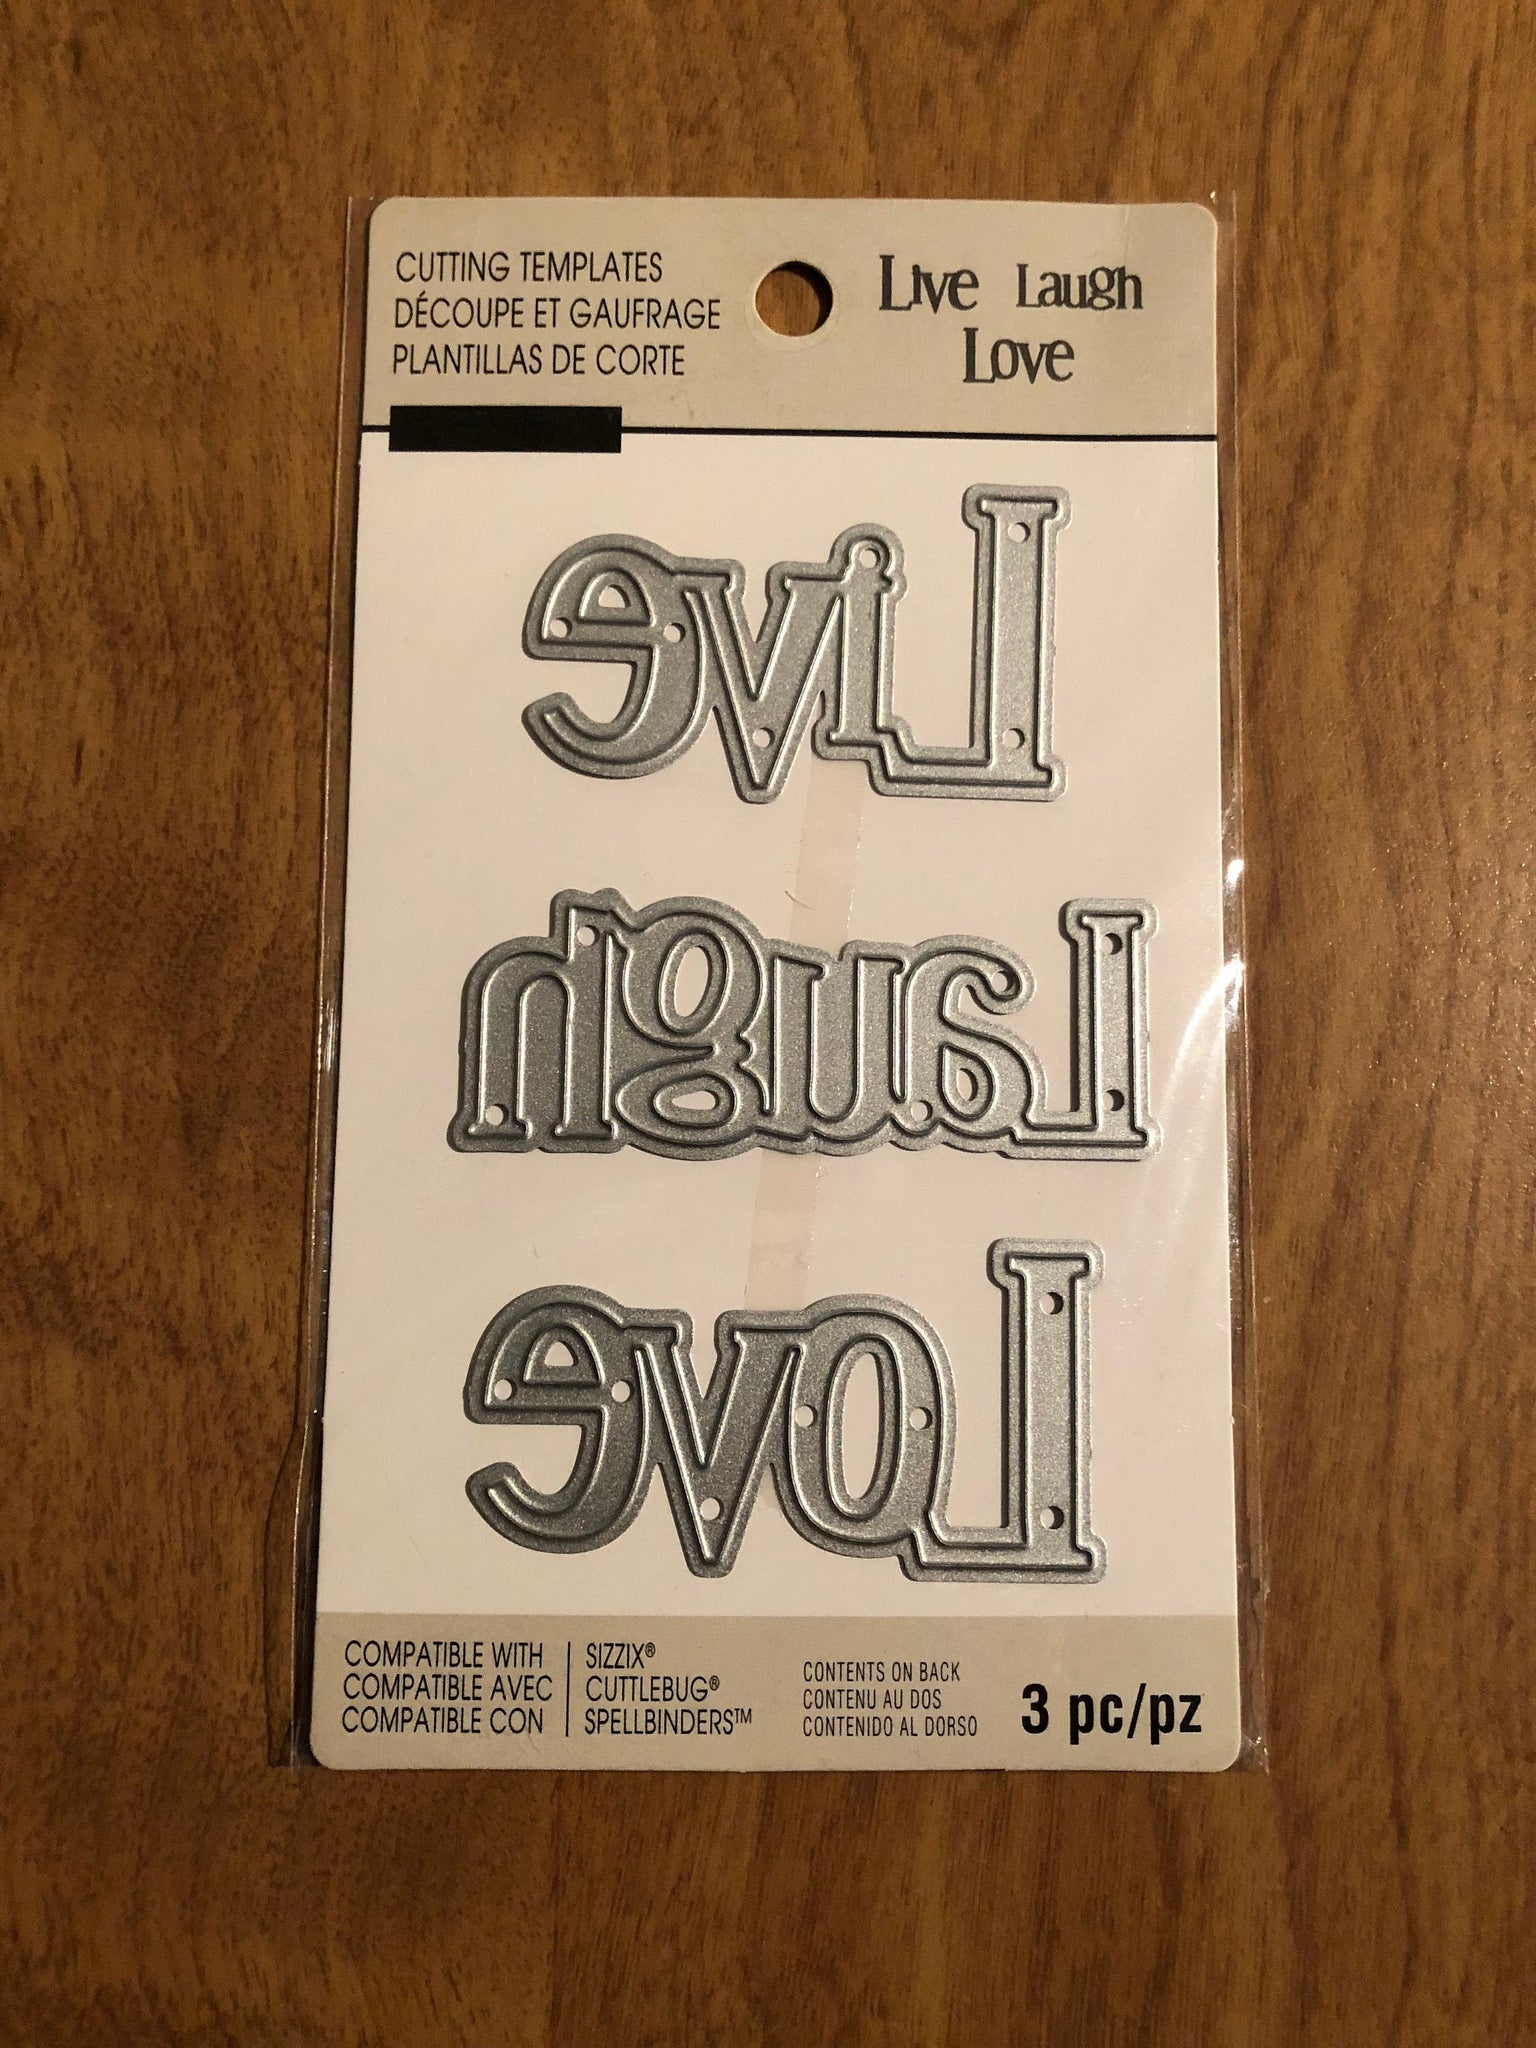 CUTTING TEMPLATES
DÉCOUPE ET GAUFRAGE
PLANTILLAS DE CORTE
Live Laugh
Love
Live
Laugh
Love
COMPATIBLE WITH
COMPATIBLE AVEC
COMPATIBLE CON
SIZZIX®
CUTTLEBUG®
SPELLBINDERS™
CONTENTS ON BACK
CONTENU AU DOS
CONTENIDO AL DORSO
3 pc/pz